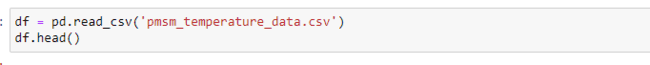 : df = pd.read_csv('pmsm_temperature_data.csv')
df.head()